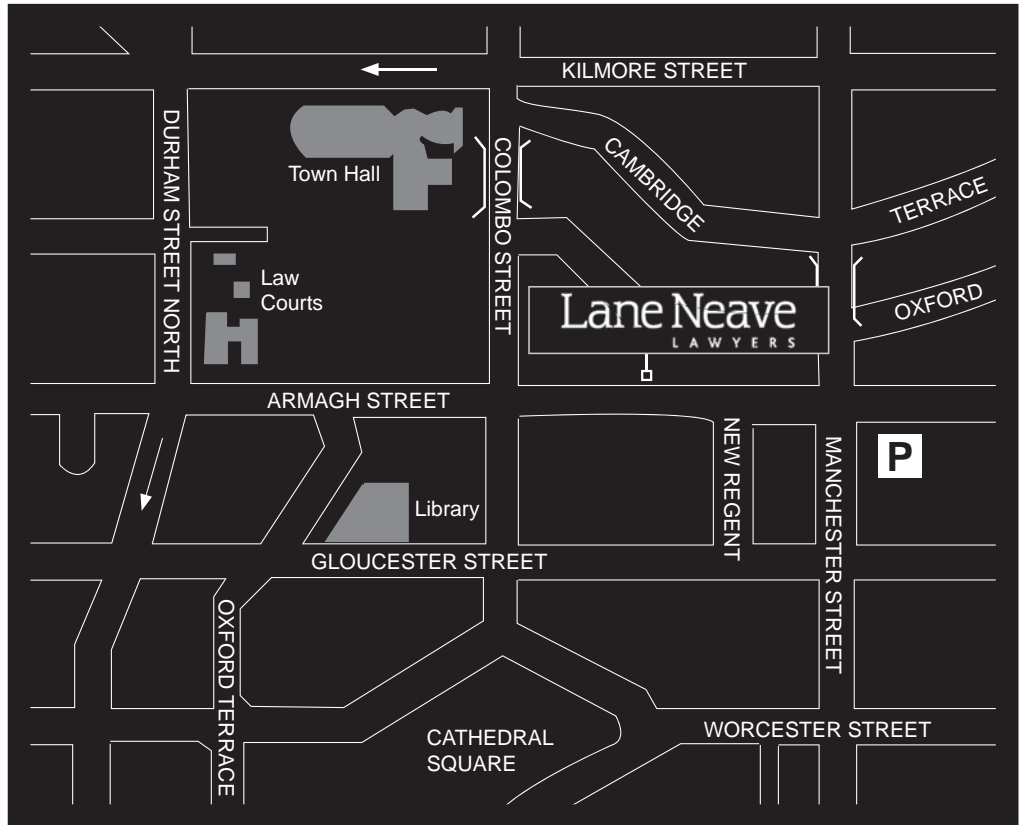 KILMORE STREET
DURHAM STREET NORTH
Town Hall
COLOMBO STREET
CAMBRIDGE
TERRACE
Law
Courts
OXFORD
Lane Neave
LAWYERS
ARMAGH STREET
NEW REGENT
MANCHESTER STREET
P
Library
GLOUCESTER STREET
OXFORD TERRACE
CATHEDRAL
SQUARE
WORCESTER STREET